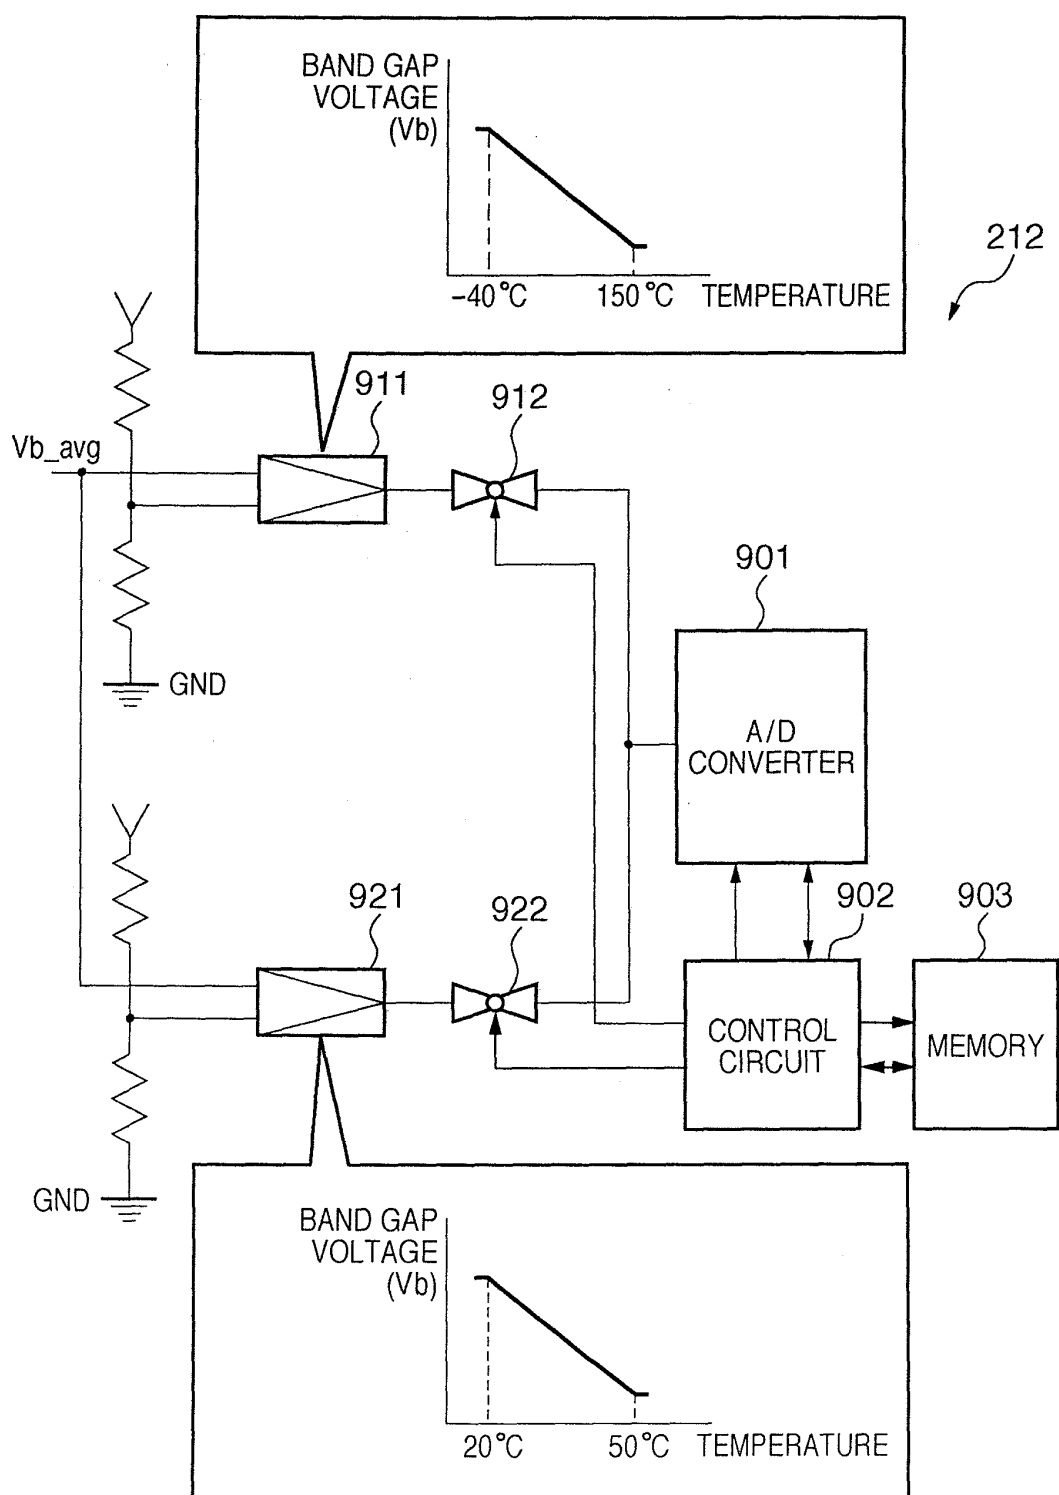 BAND GAP
VOLTAGE
(Vb)
-40°C
150°C
TEMPERATURE
212
911
912
Vb_avg
901
GND
A/D
CONVERTER
921
922
902
903
CONTROL
CIRCUIT
MEMORY
GND
BAND GAP
VOLTAGE
(Vb)
20°C
50°C
TEMPERATURE